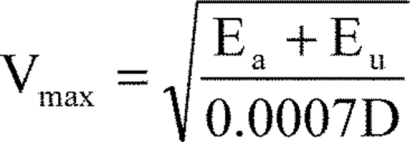 V_max = √((E_a + E_u) / 0.0007D)